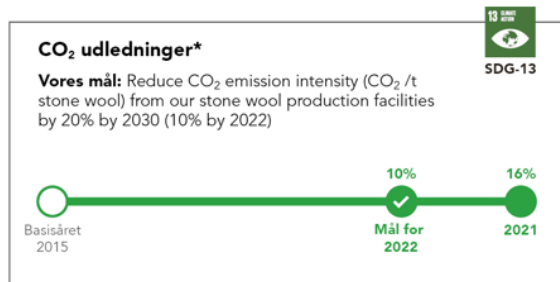 13 CLIMATE
ACTION
SDG-13
CO₂ udledninger*
Vores mål: Reduce CO₂ emission intensity (CO₂ /t
stone wool) from our stone wool production facilities
by 20% by 2030 (10% by 2022)
10%
16%
Basisåret
2015
Mål for
2022
2021